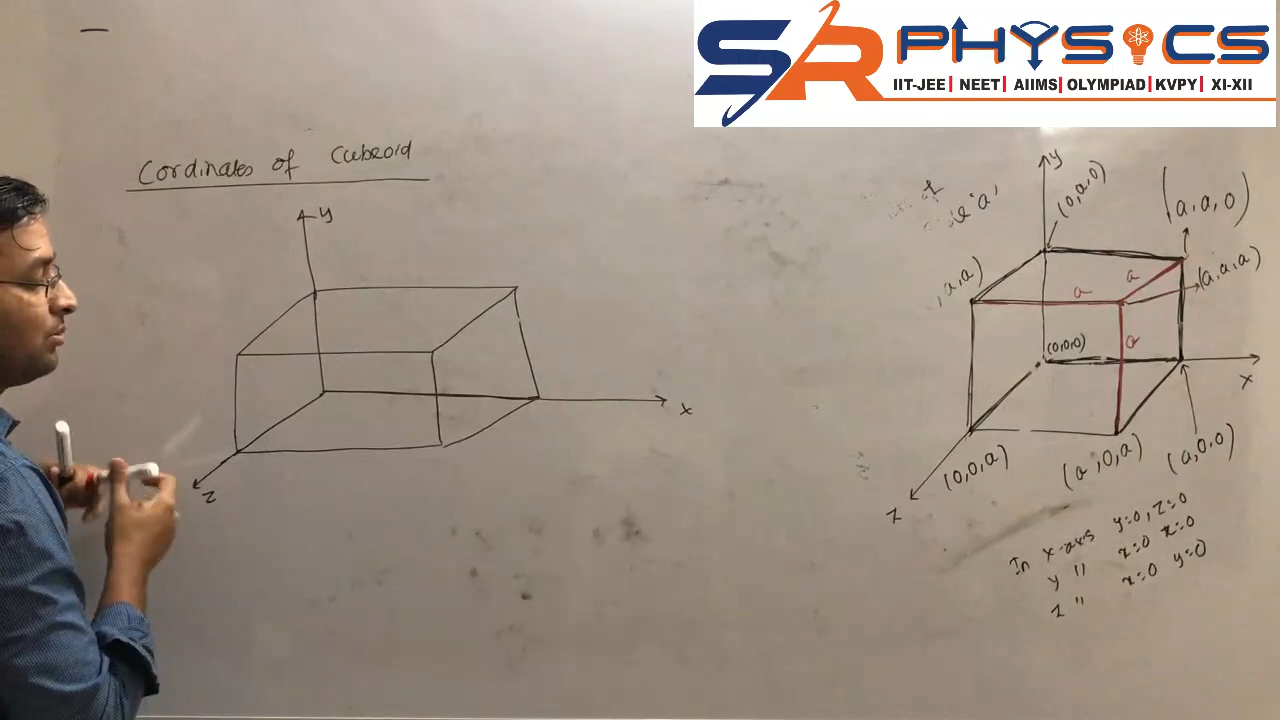 SR PHYSICS
IIT-JEE | NEET | AIIMS | OLYMPIAD | KVPY | XI-XII
Cordinates of Cuboid
y
x
z
of
'a'
y
(0,a,0)
(a,a,0)
, a, a)
(a,a,a)
a
a
a
(0,0,0)
x
(0,0,a)
(a,0,a)
(a,0,0)
z
In x-axis y=0, z=0
y " x=0 z=0
z " x=0 y=0